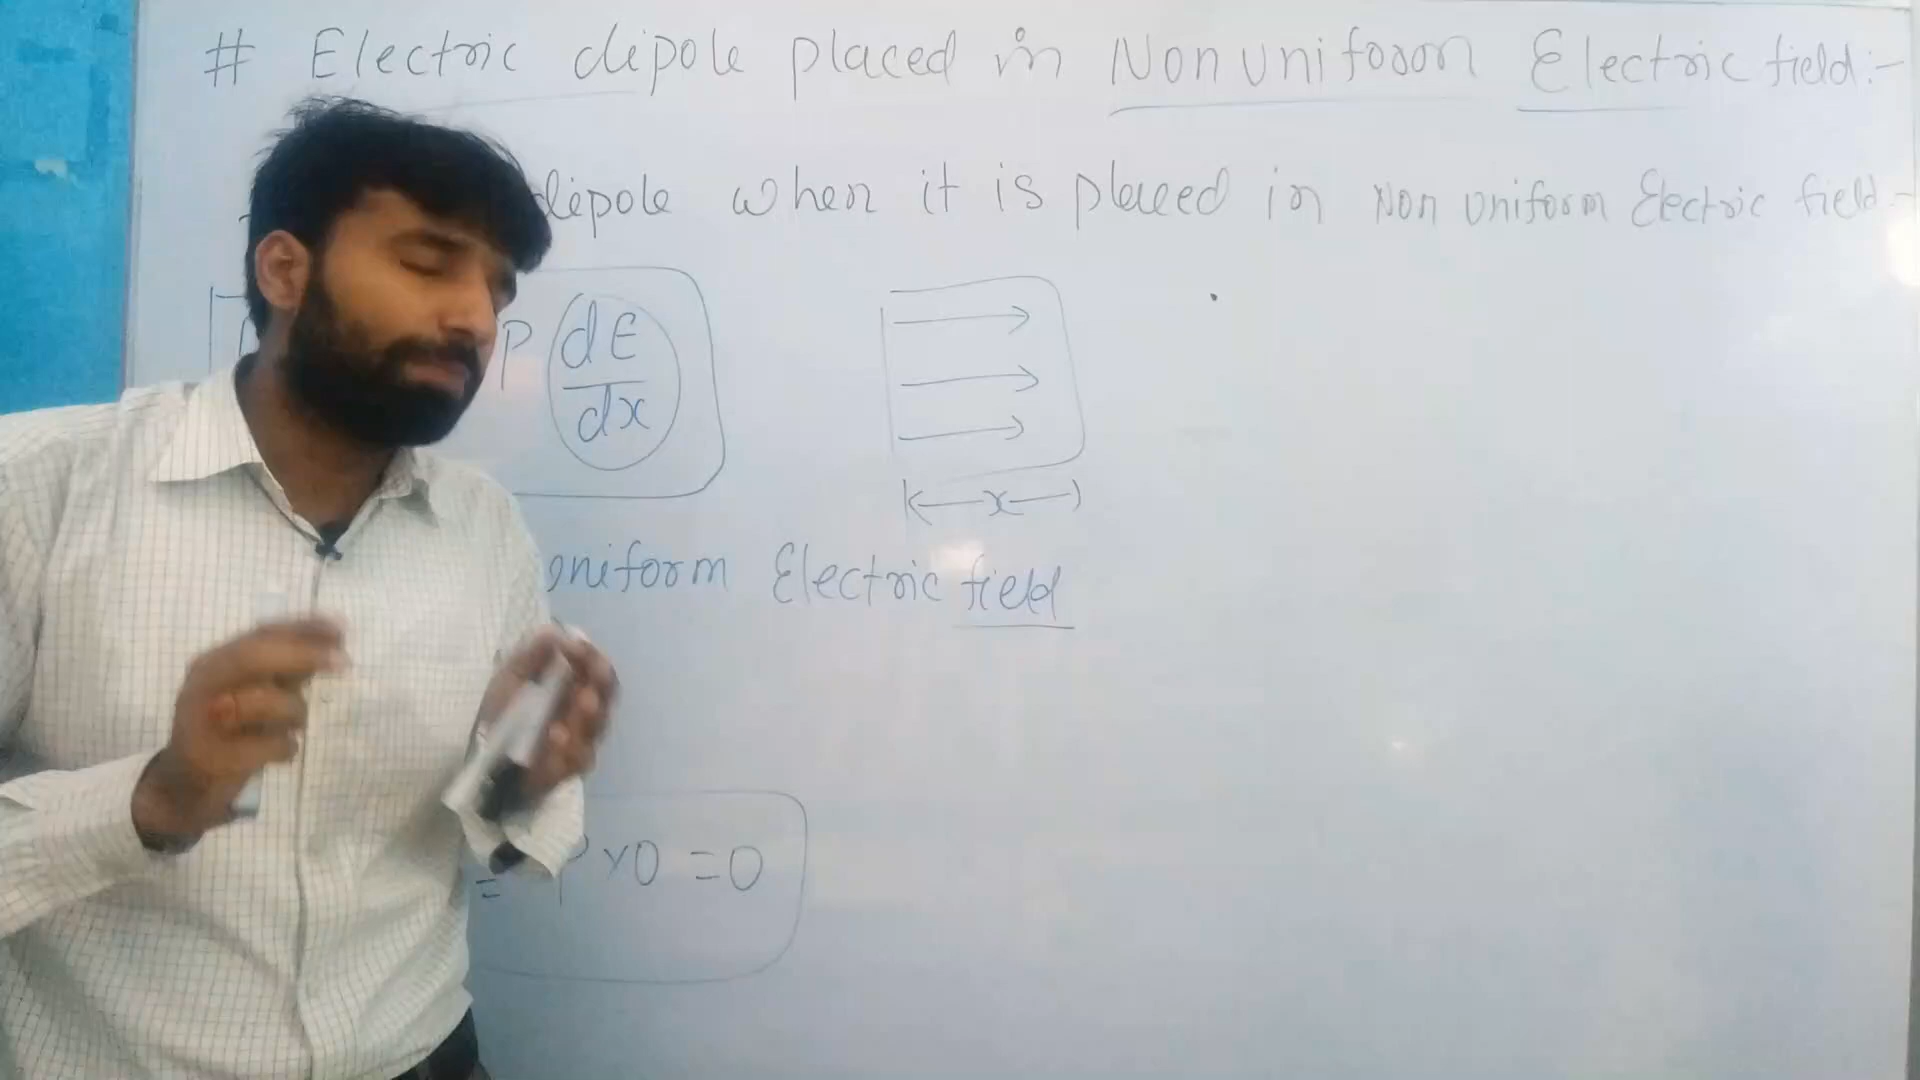 # Electric dipole placed in Non uniform Electric field:-
dipole when it is placed in Non uniform Electric field-
P dE/dx
x
uniform Electric field
= P×0 =0